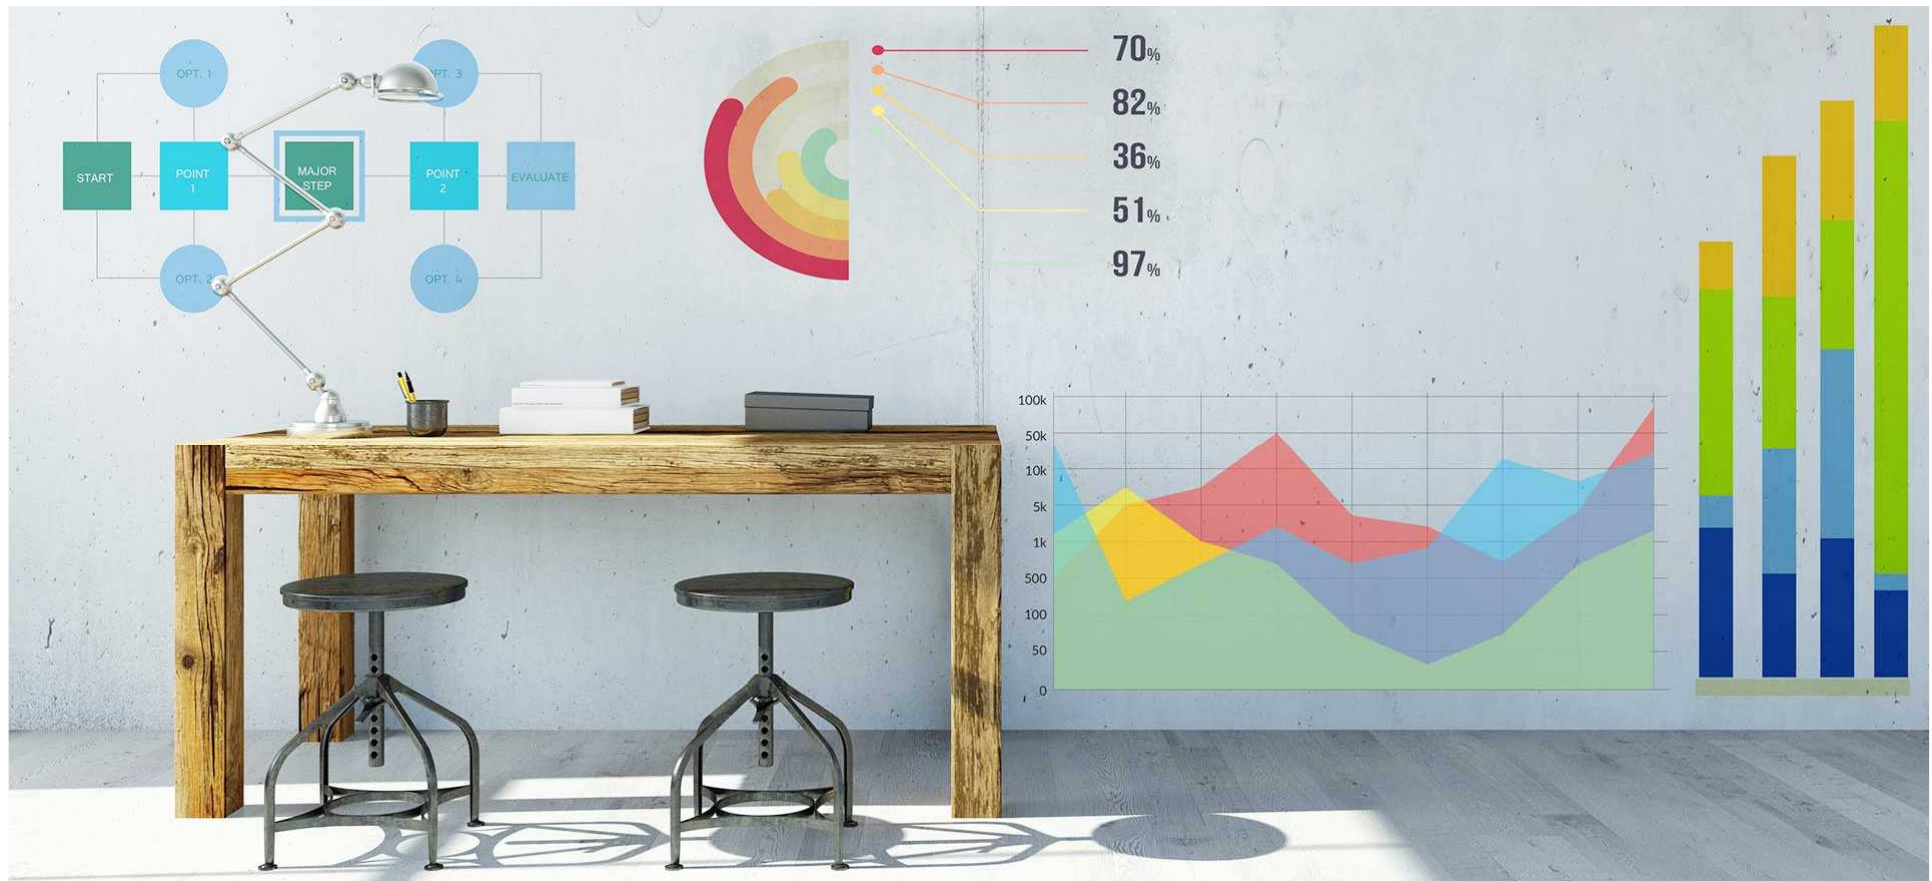 OPT. 1
OPT. 3
START
POINT
1
MAJOR
STEP
POINT
2
EVALUATE
OPT. 2
OPT. 4
70%
82%
36%
51%
97%
100k
50k
10k
5k
1k
500
100
50
0